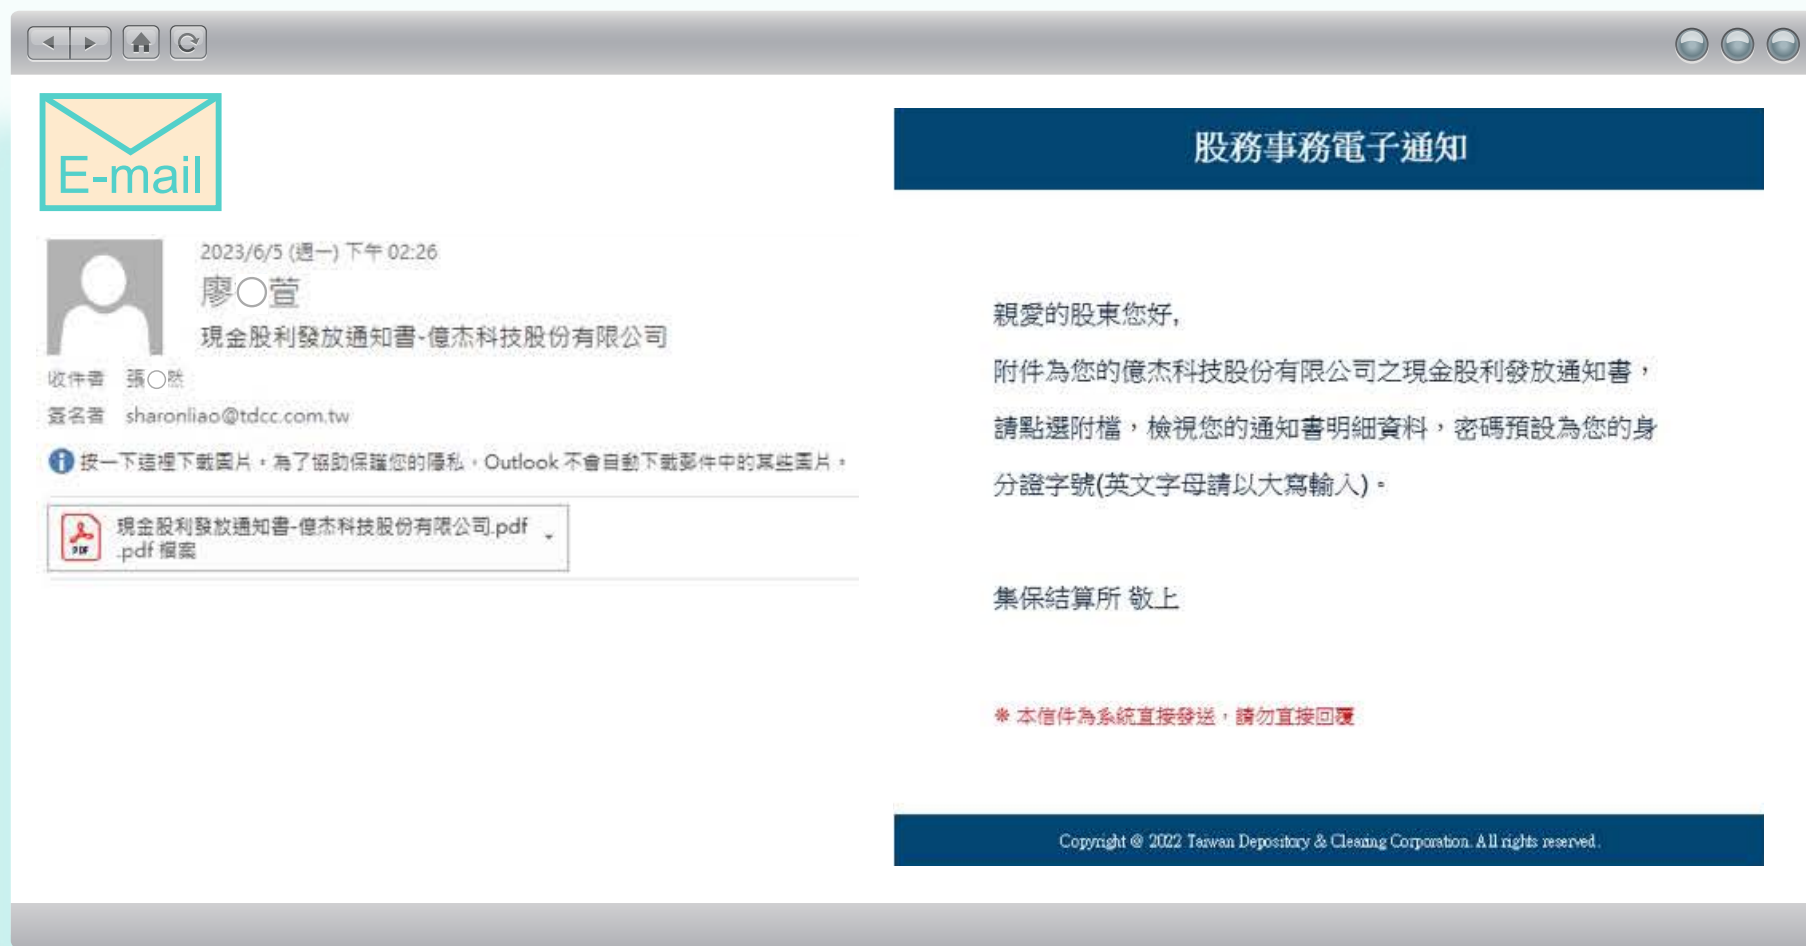 E-mail
2023/6/5 (週一) 下午 02:26
廖○萱
現金股利發放通知書-億杰科技股份有限公司
收件者 張○然
簽名者 sharonliao@tdcc.com.tw
按一下這裡下載圖片。為了協助保護您的隱私，Outlook 不會自動下載郵件中的某些圖片。
現金股利發放通知書-億杰科技股份有限公司.pdf
.pdf 檔案
PDF
股務事務電子通知
親愛的股東您好,
附件為您的億杰科技股份有限公司之現金股利發放通知書，
請點選附檔，檢視您的通知書明細資料，密碼預設為您的身
分證字號(英文字母請以大寫輸入)。
集保結算所 敬上
* 本信件為系統直接發送，請勿直接回覆
Copyright @ 2022 Taiwan Depository & Clearing Corporation. All rights reserved.